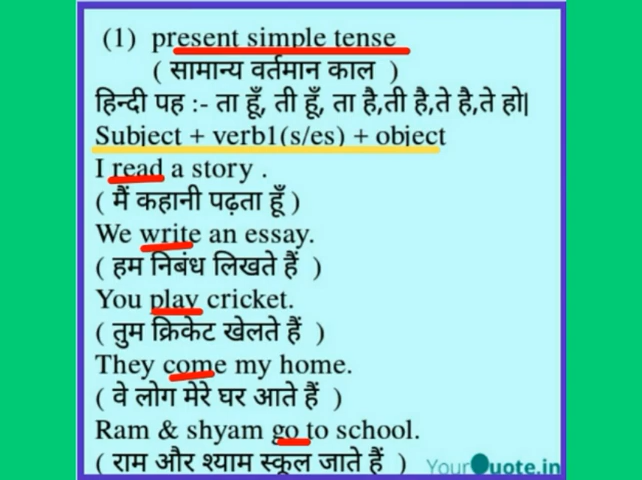 (1) present simple tense
( सामान्य वर्तमान काल )
हिन्दी पह :- ता हूँ, ती हूँ, ता है,ती है,ते है,ते हो|
Subject + verb1(s/es) + object
I read a story .
( मैं कहानी पढ़ता हूँ )
We write an essay.
( हम निबंध लिखते हैं )
You play cricket.
( तुम क्रिकेट खेलते हैं )
They come my home.
( वे लोग मेरे घर आते हैं )
Ram & shyam go to school.
( राम और श्याम स्कूल जाते हैं )
YourQuote.in